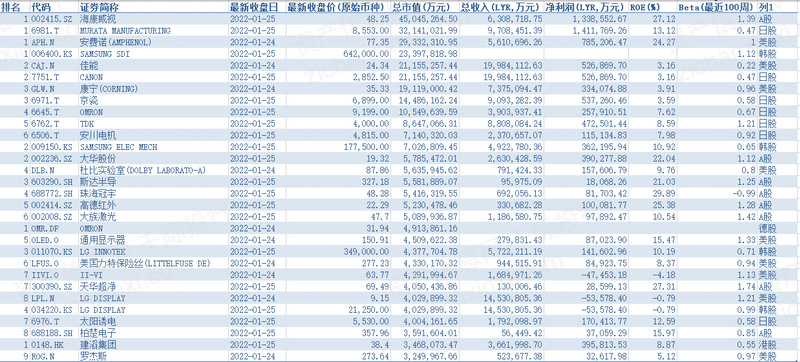 排名 代码 证券简称 最新收盘日 最新收盘价(原始币种) 总市值(万元) 总收入(LYR,万元) 净利润(LYR,万元) ROE(%) Beta(最近100周) 列1
1 002415.SZ 海康威视 2022-01-25 48.25 45,045,264.50 6,308,718.75 1,338,552.67 27.12 1.39 A股
1 6981.T MURATA MANUFACTURING 2022-01-25 8,553.00 32,141,021.99 9,708,451.39 1,411,769.26 13.12 0.47 日股
1 APH.N 安费诺(AMPHENOL) 2022-01-24 77.35 29,332,310.95 5,610,696.26 785,206.47 24.27 1 美股
1 006400.KS SAMSUNG SDI 2022-01-24 642,000.00 23,397,818.98 1.12 韩股
2 CAJ.N 佳能 2022-01-24 24.34 21,155,257.44 19,984,112.63 526,869.70 3.16 0.22 美股
2 7751.T CANON 2022-01-25 2,852.50 21,155,257.44 19,984,112.63 526,869.70 3.16 0.47 日股
3 GLW.N 康宁(CORNING) 2022-01-24 35.33 19,119,000.42 7,375,094.47 334,074.88 3.91 0.96 美股
3 6971.T 京瓷 2022-01-25 6,899.00 14,486,162.24 9,093,282.39 537,260.46 3.59 0.58 日股
4 6645.T OMRON 2022-01-25 9,199.00 10,549,639.59 3,903,937.41 257,910.51 7.62 0.67 日股
5 6762.T TDK 2022-01-25 4,000.00 8,647,066.31 8,808,084.24 472,501.44 8.59 1.21 日股
6 6506.T 安川电机 2022-01-25 4,815.00 7,140,320.03 2,370,657.07 115,134.83 7.98 0.92 日股
2 009150.KS SAMSUNG ELEC MECH 2022-01-24 177,500.00 7,026,809.45 4,922,780.36 362,195.94 10.92 0.65 韩股
2 002236.SZ 大华股份 2022-01-25 19.32 5,785,472.01 2,630,428.59 390,277.88 22.04 1.12 A股
4 DLB.N 杜比实验室(DOLBY LABORATO-A) 2022-01-24 87.86 5,635,945.62 791,424.33 157,606.79 9.76 0.8 美股
3 603290.SH 斯达半导 2022-01-25 327.18 5,581,889.07 95,975.09 18,068.26 21.03 1.25 A股
4 688772.SH 珠海冠宇 2022-01-25 48.28 5,416,319.55 692,056.13 81,703.42 29.89 -0.99 A股
5 002414.SZ 高德红外 2022-01-25 22.29 5,230,478.46 330,682.28 100,081.77 25.38 1.28 A股
6 002008.SZ 大族激光 2022-01-25 47.7 5,089,936.87 1,186,580.75 97,892.47 10.54 1.42 A股
1 OMR.DF OMRON 2022-01-24 31.94 4,913,861.16 德股
5 OLED.O 通用显示器 2022-01-24 150.91 4,509,622.38 279,831.43 87,023.90 15.47 1.33 美股
3 011070.KS LG INNOTEK 2022-01-24 349,000.00 4,377,704.78 5,722,211.19 141,602.96 10.19 0.71 韩股
6 LFUS.O 美国力特保险丝(LITTELFUSE DE) 2022-01-24 277.23 4,330,170.32 944,515.91 84,923.75 8.37 0.94 美股
7 IIVI.O II-VI 2022-01-24 63.77 4,291,994.67 1,684,971.26 -47,453.18 -4.18 1.13 美股
7 300390.SZ 天华超净 2022-01-25 69.49 4,050,436.86 130,006.46 28,599.13 27.31 1.74 A股
8 LPL.N LG DISPLAY 2022-01-24 9.15 4,029,899.32 14,530,805.36 -53,578.40 -0.79 1.21 美股
4 034220.KS LG DISPLAY 2022-01-24 21,250.00 4,029,899.32 14,530,805.36 -53,578.40 -0.79 0.99 韩股
7 6976.T 太阳诱电 2022-01-25 5,530.00 4,004,161.65 1,792,098.97 170,413.77 12.59 0.58 日股
8 688188.SH 柏楚电子 2022-01-25 357.96 3,591,604.01 56,449.42 37,059.29 15.97 0.85 A股
1 0148.HK 建滔集团 2022-01-25 38.4 3,468,073.47 3,661,998.70 395,813.53 8.87 0.55 港股
9 ROG.N 罗杰斯 2022-01-24 273.64 3,249,967.66 523,677.38 32,617.98 5.12 0.97 美股